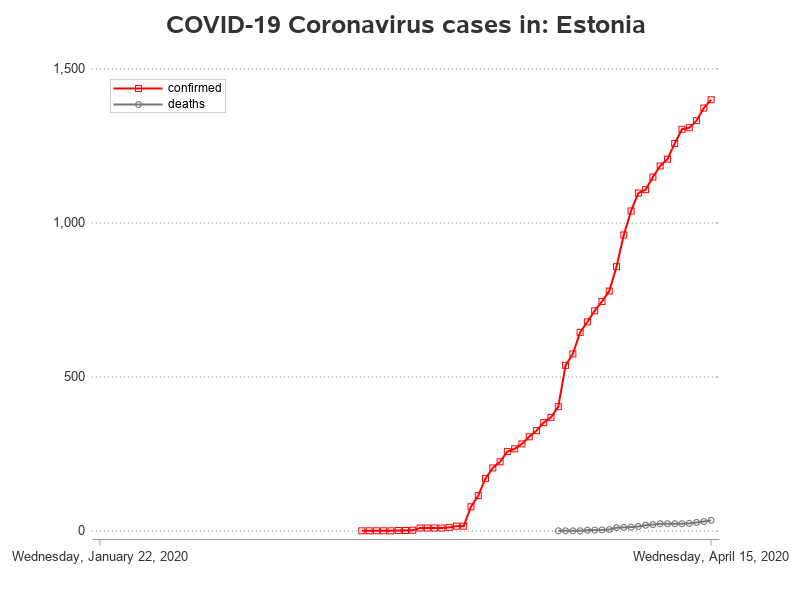 COVID-19 Coronavirus cases in: Estonia
1,500
confirmed
deaths
1,000
500
0
Wednesday, January 22, 2020
Wednesday, April 15, 2020